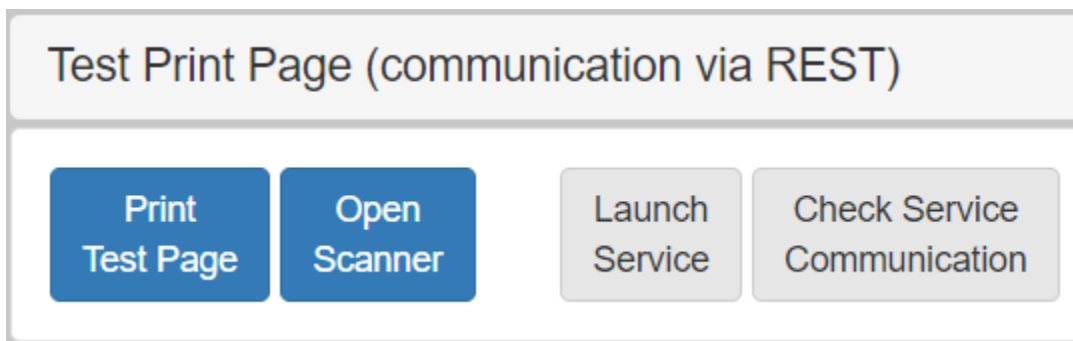 Test Print Page (communication via REST)
Print
Test Page
Open
Scanner
Launch
Service
Check Service
Communication